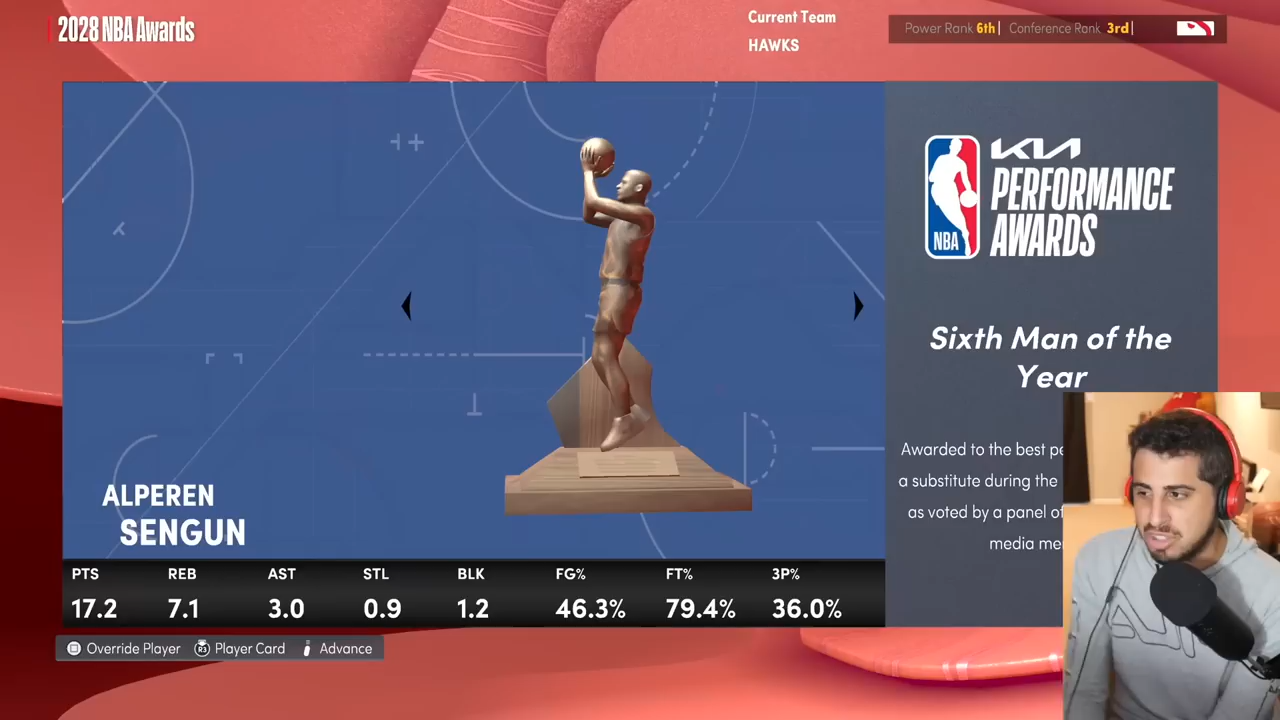 2028 NBA Awards
Current Team
HAWKS
Power Rank 6th| Conference Rank 3rd|
KIA
NBA
PERFORMANCE
AWARDS
Sixth Man of the
Year
Awarded to the best pe
a substitute during the
as voted by a panel of
media me
ALPEREN
SENGUN
PTS REB AST STL BLK FG% FT% 3P%
17.2 7.1 3.0 0.9 1.2 46.3% 79.4% 36.0%
Override Player R3 Player Card Advance